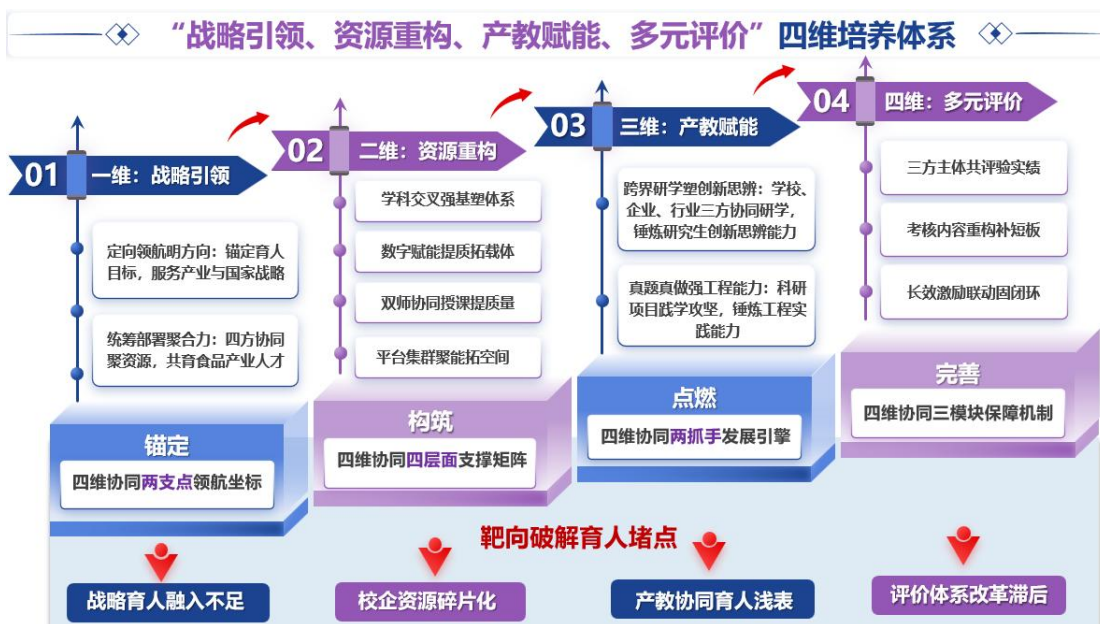 “战略引领、资源重构、产教赋能、多元评价”四维培养体系
01
一维：战略引领
定向领航明方向：锚定育人
目标，服务产业与国家战略
统筹部署聚合力：四方协同
聚资源，共育食品产业人才
锚定
四维协同两支点领航坐标
02
二维：资源重构
学科交叉强基塑体系
数字赋能提质拓载体
双师协同授课提质量
平台集群聚能拓空间
构筑
四维协同四层面支撑矩阵
03
三维：产教赋能
跨界研学塑创新思辨：学校、
企业、行业三方协同研学，
锤炼研究生创新思辨能力
真题真做强工程能力：科研
项目践学攻坚，锤炼工程实
践能力
点燃
四维协同两抓手发展引擎
04
四维：多元评价
三方主体共评验实绩
考核内容重构补短板
长效激励联动固闭环
完善
四维协同三模块保障机制
靶向破解育人堵点
战略育人融入不足
校企资源碎片化
产教协同育人浅表
评价体系改革滞后